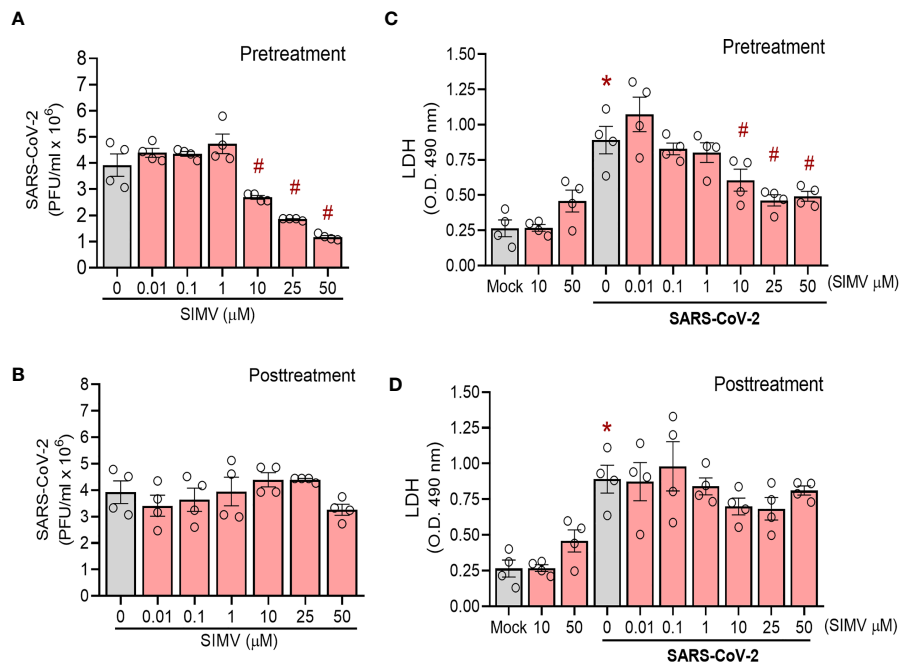 A
Pretreatment
SARS-CoV-2
(PFU/ml x 10⁶)
8
7
6
5
4
3
2
1
0
# # #
0 0.01 0.1 1 10 25 50
SIMV (μM)
C
Pretreatment
LDH
(O.D. 490 nm)
1.50
1.25
1.00
0.75
0.50
0.25
0.00
* # # #
Mock 10 50 0 0.01 0.1 1 10 25 50 (SIMV μM)
SARS-CoV-2
B
Posttreatment
SARS-CoV-2
(PFU/ml x 10⁶)
8
7
6
5
4
3
2
1
0
0 0.01 0.1 1 10 25 50
SIMV (μM)
D
Posttreatment
LDH
(O.D. 490 nm)
1.50
1.25
1.00
0.75
0.50
0.25
0.00
*
Mock 10 50 0 0.01 0.1 1 10 25 50 (SIMV μM)
SARS-CoV-2